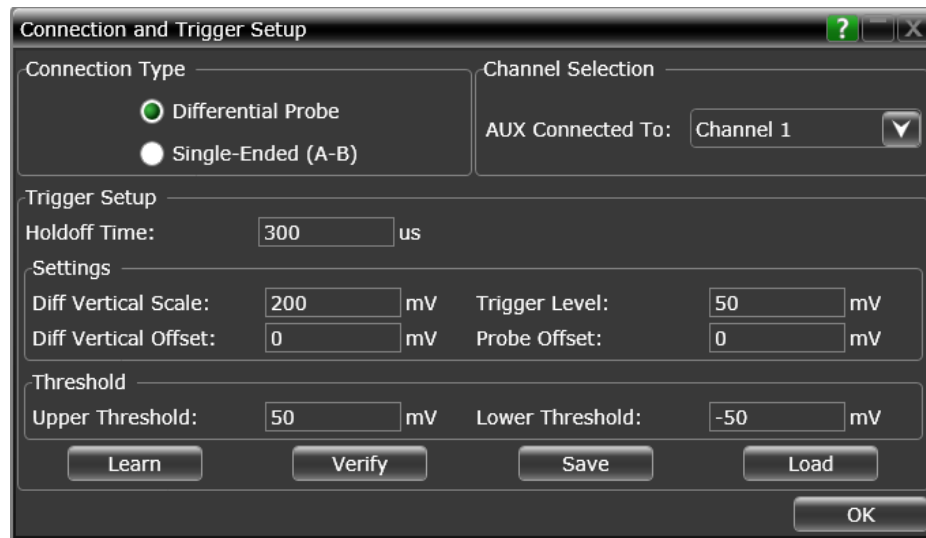 Connection and Trigger Setup
?
X
Connection Type
Differential Probe
Single-Ended (A-B)
Channel Selection
AUX Connected To: Channel 1
Trigger Setup
Holdoff Time: 300 us
Settings
Diff Vertical Scale: 200 mV Trigger Level: 50 mV
Diff Vertical Offset: 0 mV Probe Offset: 0 mV
Threshold
Upper Threshold: 50 mV Lower Threshold: -50 mV
Learn Verify Save Load
OK